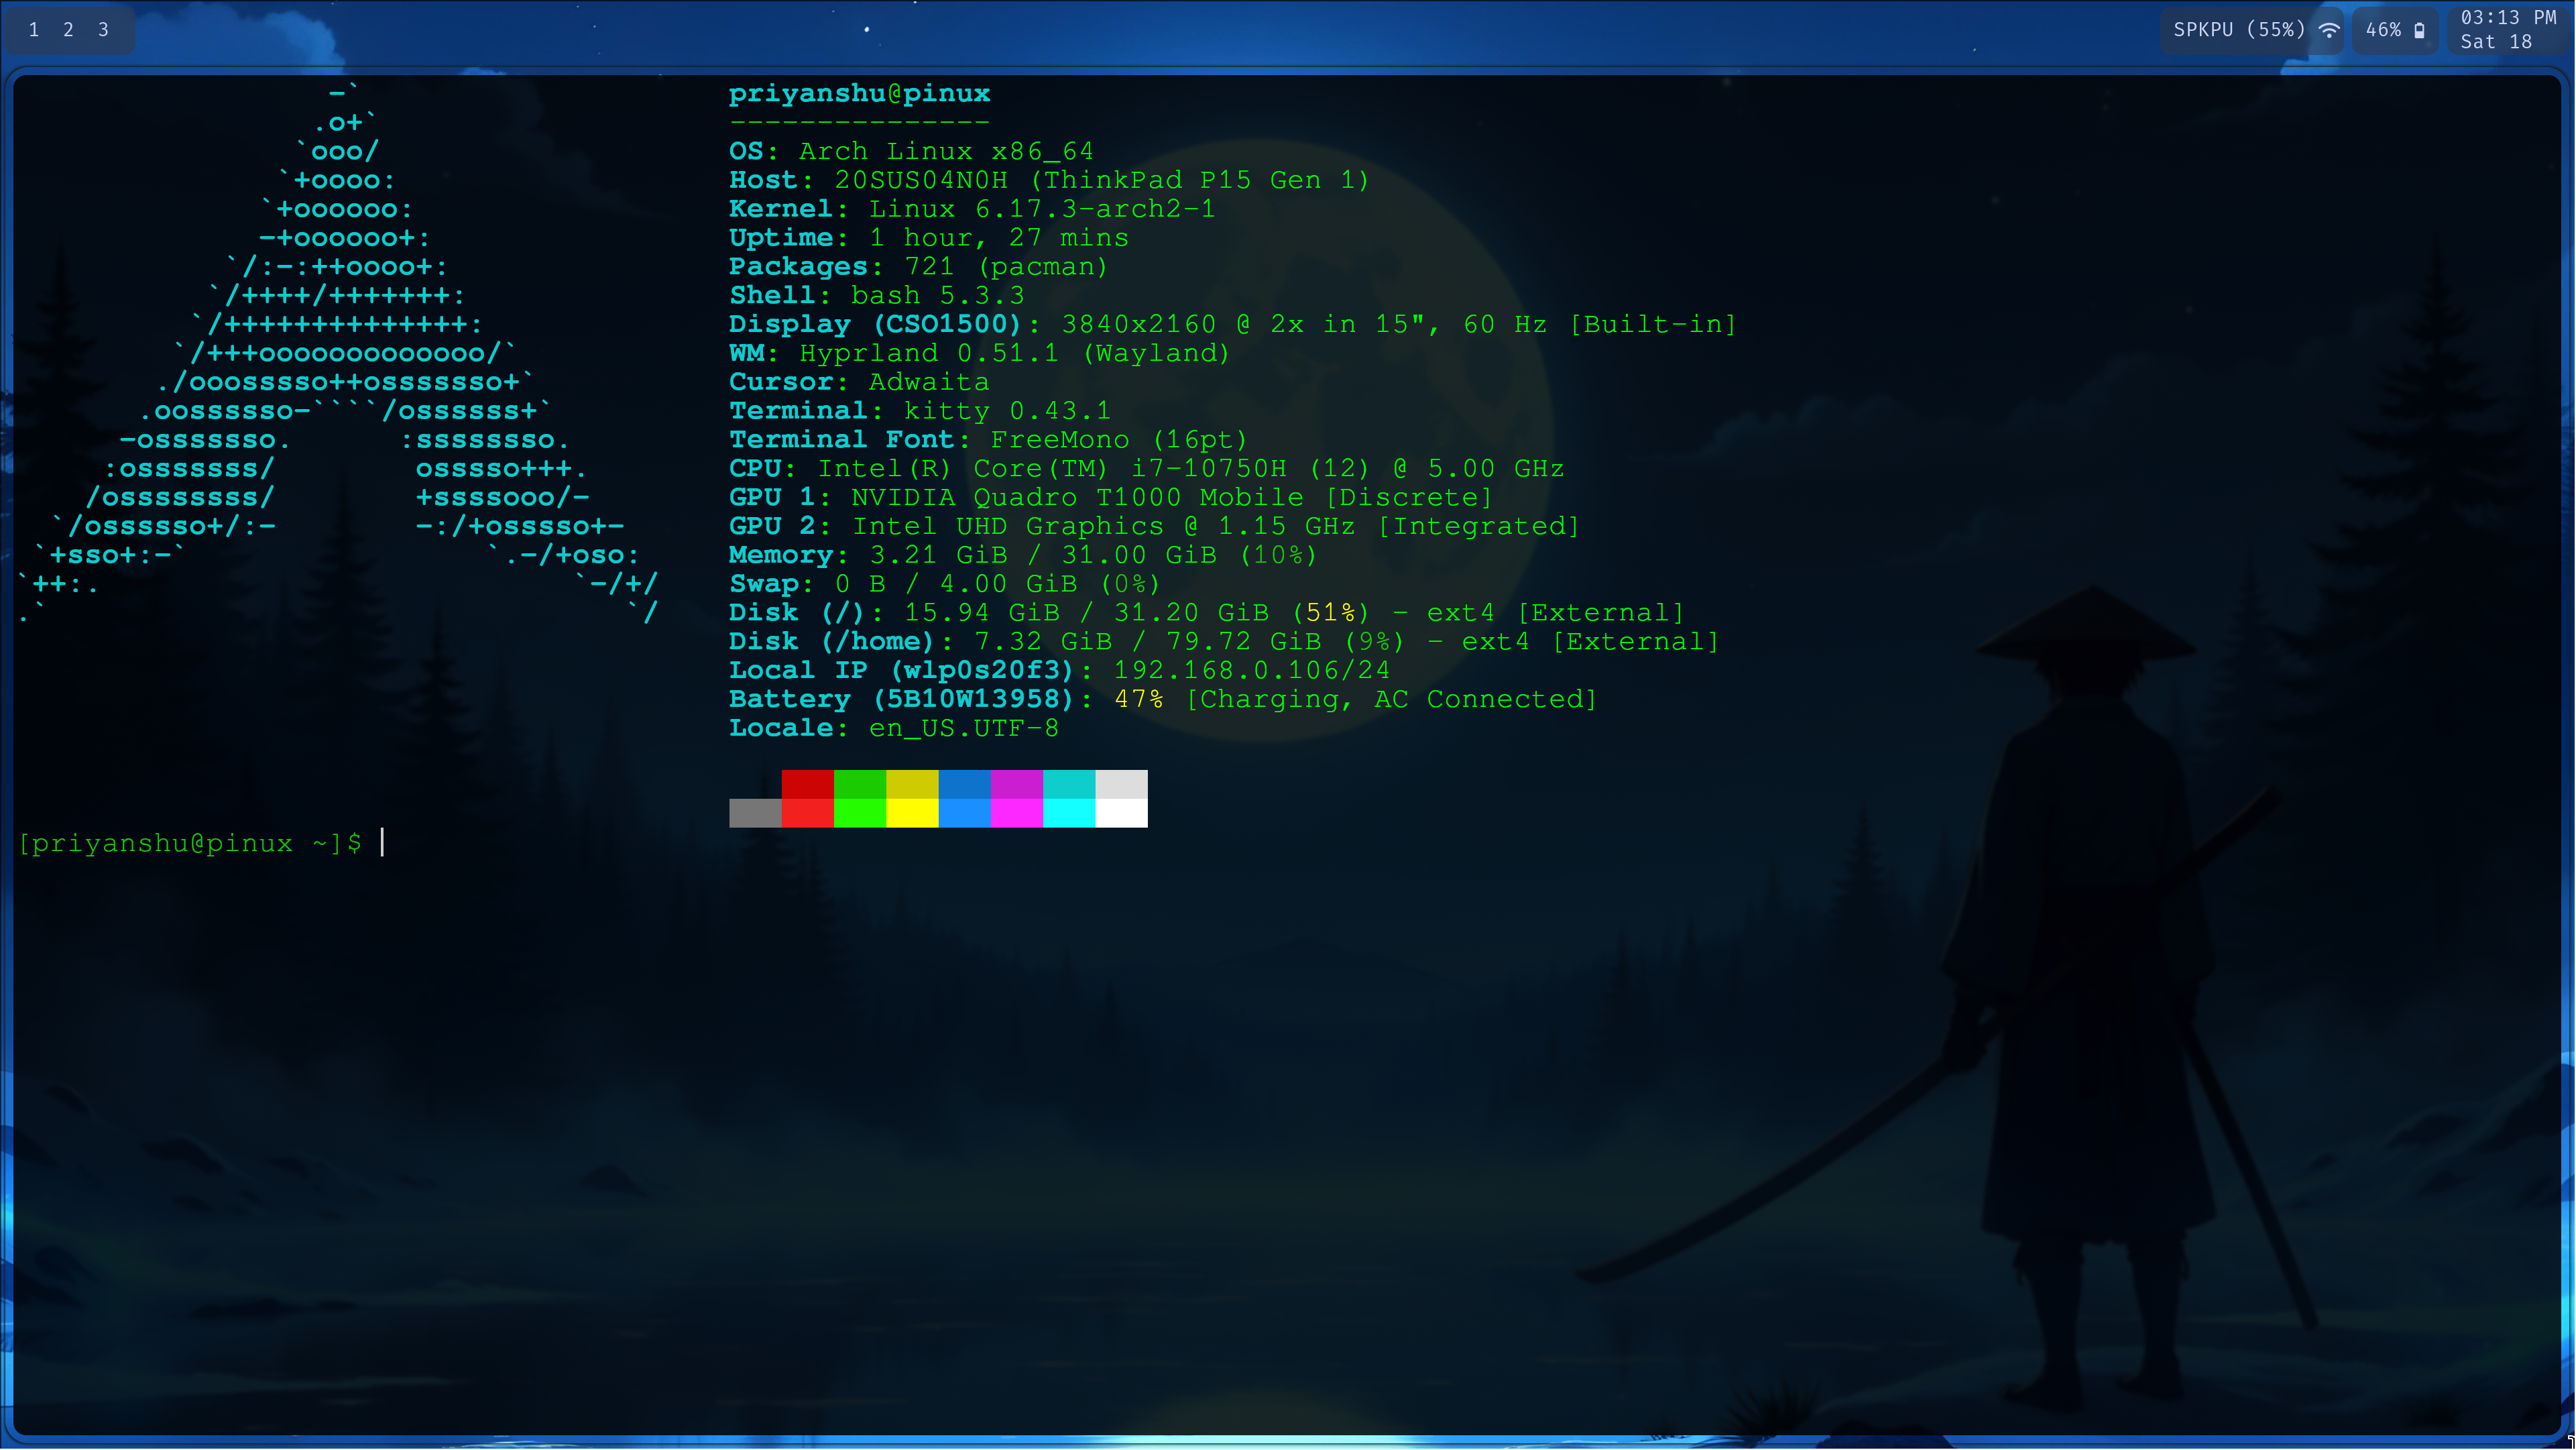 1 2 3
SPKPU (55%)
46%
03:13 PM
Sat 18
                  -`
                 .o+`
                `ooo/
               `+oooo:
              `+oooooo:
              -+oooooo+:
            `/:-:++oooo+:
           `/++++/+++++++:
          `/++++++++++++++:
         `/+++ooooooooooooo/`
        ./ooosssso++osssssso+`
       .oossssso-````/ossssss+`
      -osssssso.      :ssssssso.
     :osssssss/        osssso+++.
    /ossssssss/        +ssssooo/-
  `/ossssso+/:-        -:/+osssso+-
 `+sso+:-`                 `.-/+oso:
`++:.                           `-/+/
.`                                 `/
priyanshu@pinux
---------------
OS: Arch Linux x86_64
Host: 20SUS04N0H (ThinkPad P15 Gen 1)
Kernel: Linux 6.17.3-arch2-1
Uptime: 1 hour, 27 mins
Packages: 721 (pacman)
Shell: bash 5.3.3
Display (CSO1500): 3840x2160 @ 2x in 15", 60 Hz [Built-in]
WM: Hyprland 0.51.1 (Wayland)
Cursor: Adwaita
Terminal: kitty 0.43.1
Terminal Font: FreeMono (16pt)
CPU: Intel(R) Core(TM) i7-10750H (12) @ 5.00 GHz
GPU 1: NVIDIA Quadro T1000 Mobile [Discrete]
GPU 2: Intel UHD Graphics @ 1.15 GHz [Integrated]
Memory: 3.21 GiB / 31.00 GiB (10%)
Swap: 0 B / 4.00 GiB (0%)
Disk (/): 15.94 GiB / 31.20 GiB (51%) - ext4 [External]
Disk (/home): 7.32 GiB / 79.72 GiB (9%) - ext4 [External]
Local IP (wlp0s20f3): 192.168.0.106/24
Battery (5B10W13958): 47% [Charging, AC Connected]
Locale: en_US.UTF-8
[priyanshu@pinux ~]$